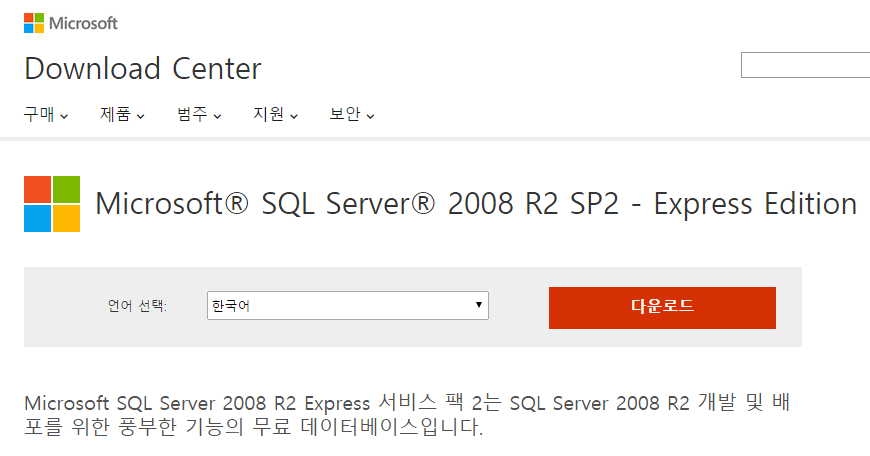 Microsoft
Download Center
구매 제품 범주 지원 보안
Microsoft® SQL Server® 2008 R2 SP2 - Express Edition
언어 선택: 한국어 다운로드
Microsoft SQL Server 2008 R2 Express 서비스 팩 2는 SQL Server 2008 R2 개발 및 배
포를 위한 풍부한 기능의 무료 데이터베이스입니다.